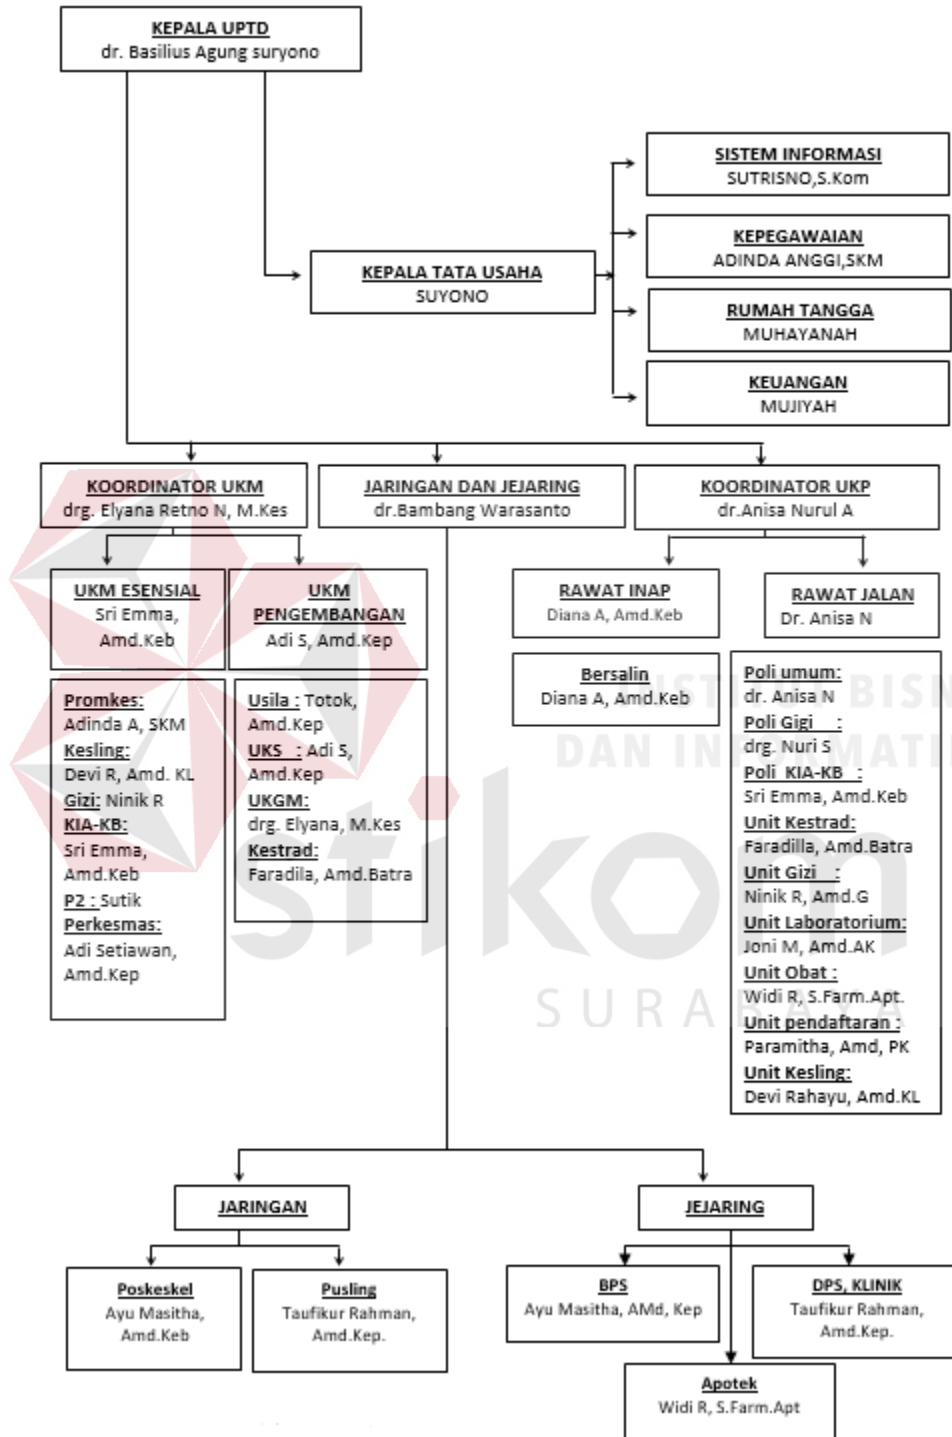 KEPALA UPTD
dr. Basilius Agung suryono
SISTEM INFORMASI
SUTRISNO,S.Kom
KEPEGAWAIAN
ADINDA ANGGI,SKM
KEPALA TATA USAHA
SUYONO
RUMAH TANGGA
MUHAYANAH
KEUANGAN
MUJIYAH
KOORDINATOR UKM
drg. Elyana Retno N, M.Kes
JARINGAN DAN JEJARING
dr.Bambang Warasanto
KOORDINATOR UKP
dr.Anisa Nurul A
UKM ESENSIAL
Sri Emma,
Amd.Keb
UKM
PENGEMBANGAN
Adi S, Amd.Kep
RAWAT INAP
Diana A, Amd.Keb
RAWAT JALAN
Dr. Anisa N
Promkes:
Adinda A, SKM
Kesling:
Devi R, Amd. KL
Gizi: Ninik R
KIA-KB:
Sri Emma,
Amd.Keb
P2 : Sutik
Perkesmas:
Adi Setiawan,
Amd.Kep
Usila : Totok,
Amd.Kep
UKS : Adi S,
Amd.Kep
UKGM:
drg. Elyana, M.Kes
Kestrad:
Faradila, Amd.Batra
Bersalin
Diana A, Amd.Keb
Poli umum:
dr. Anisa N
Poli Gigi :
drg. Nuri S
Poli KIA-KB :
Sri Emma, Amd.Keb
Unit Kestrad:
Faradilla, Amd.Batra
Unit Gizi :
Ninik R, Amd.G
Unit Laboratorium:
Joni M, Amd.AK
Unit Obat :
Widi R, S.Farm.Apt.
Unit pendaftaran :
Paramitha, Amd, PK
Unit Kesling:
Devi Rahayu, Amd.KL
DAN INFORMATI
stikom
SURABAYA
JARINGAN
JEJARING
Poskeskel
Ayu Masitha,
Amd.Keb
Pusling
Taufikur Rahman,
Amd.Kep.
BPS
Ayu Masitha, AMd, Kep
DPS, KLINIK
Taufikur Rahman,
Amd.Kep.
Apotek
Widi R, S.Farm.Apt